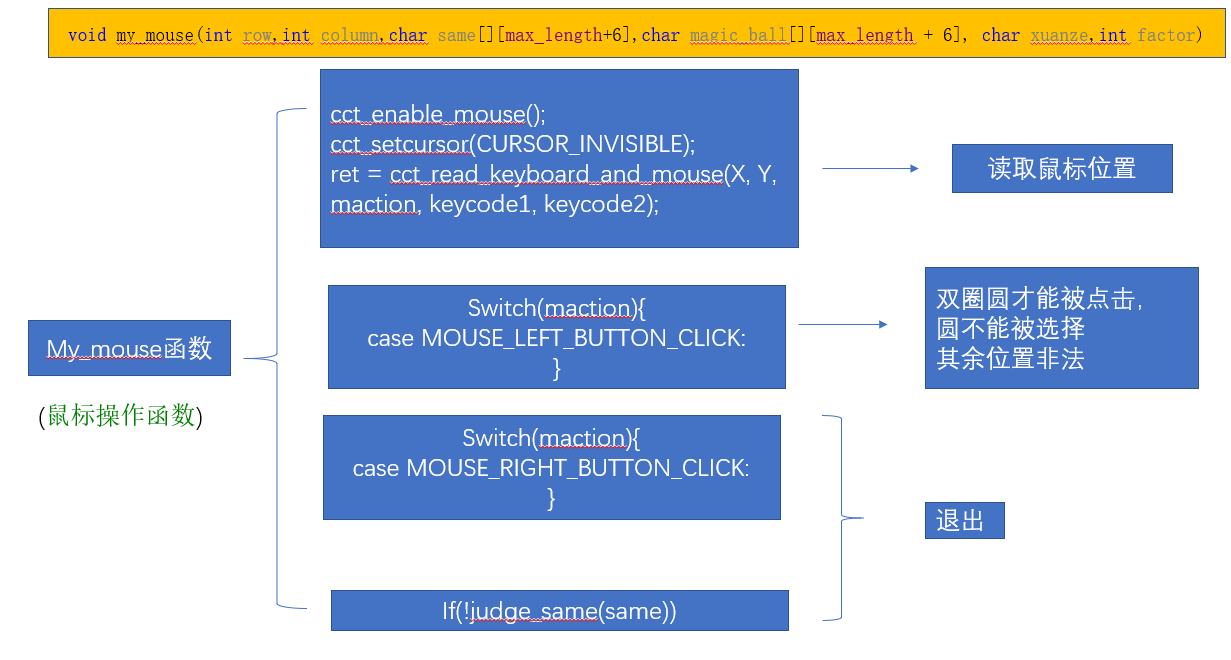 void my_mouse(int row,int column,char same[][max_length+6],char magic_ball[][max_length + 6], char xuanze,int factor)
cct_enable_mouse();
cct_setcursor(CURSOR_INVISIBLE);
ret = cct_read_keyboard_and_mouse(X, Y,
maction, keycode1, keycode2);
读取鼠标位置
Switch(maction){
case MOUSE_LEFT_BUTTON_CLICK:
}
双圈圆才能被点击,
圆不能被选择
其余位置非法
My_mouse函数
(鼠标操作函数)
Switch(maction){
case MOUSE_RIGHT_BUTTON_CLICK:
}
退出
If(!judge_same(same))